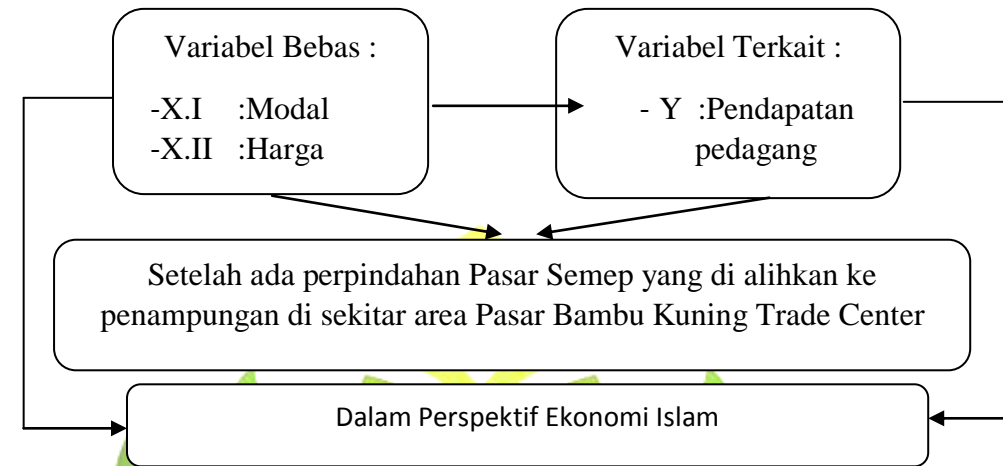 Variabel Bebas :
-X.I :Modal
-X.II :Harga
Variabel Terkait :
- Y :Pendapatan
pedagang
Setelah ada perpindahan Pasar Semep yang di alihkan ke
penampungan di sekitar area Pasar Bambu Kuning Trade Center
Dalam Perspektif Ekonomi Islam